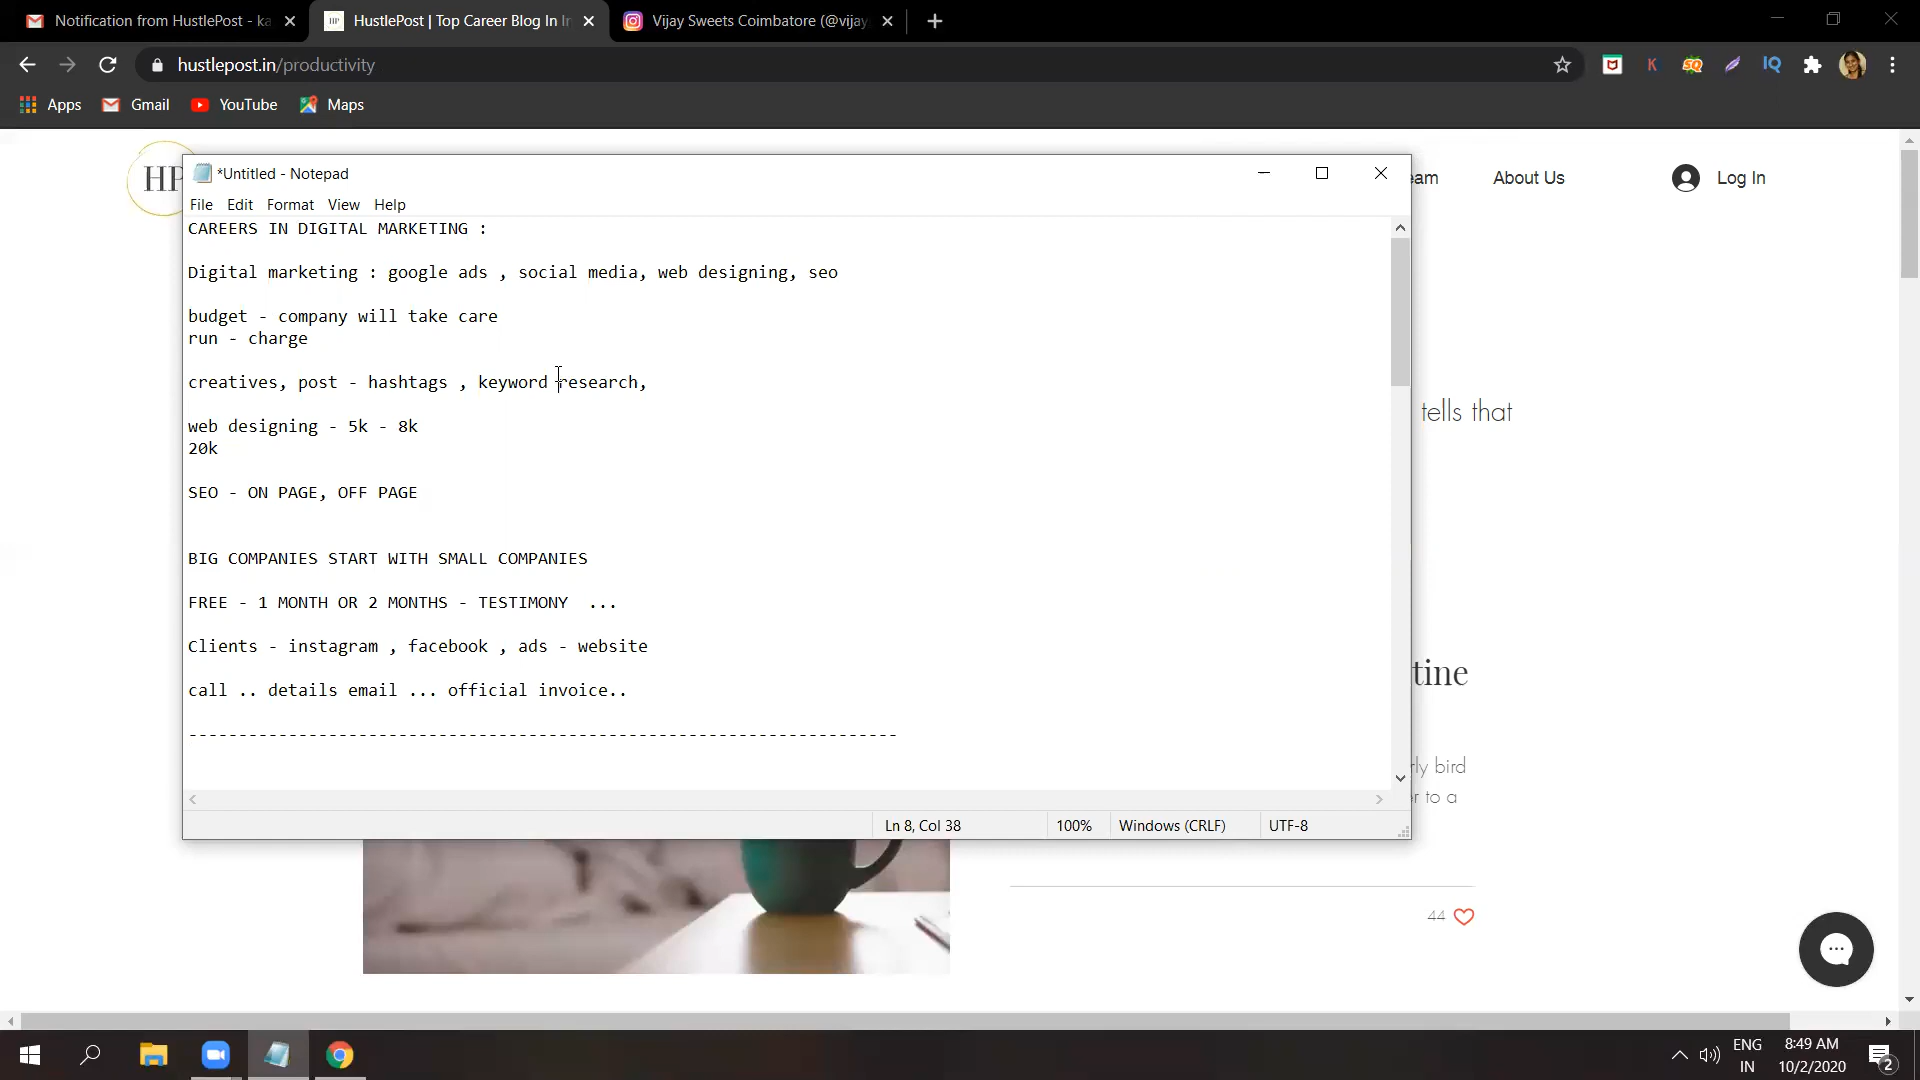 Notification from HustlePost - ka
HustlePost | Top Career Blog In In
Vijay Sweets Coimbatore (@vijay
hustlepost.in/productivity
Apps
Gmail
YouTube
Maps
HP
eam
About Us
Log In
*Untitled - Notepad
File Edit Format View Help
CAREERS IN DIGITAL MARKETING :
Digital marketing : google ads , social media, web designing, seo
budget - company will take care
run - charge
creatives, post - hashtags , keyword research,
web designing - 5k - 8k
20k
SEO - ON PAGE, OFF PAGE
BIG COMPANIES START WITH SMALL COMPANIES
FREE - 1 MONTH OR 2 MONTHS - TESTIMONY ...
Clients - instagram , facebook , ads - website
call .. details email ... official invoice..
-----------------------------------------------------------------------
Ln 8, Col 38
100%
Windows (CRLF)
UTF-8
tells that
tine
rly bird
r to a
44
ENG
IN
8:49 AM
10/2/2020
2